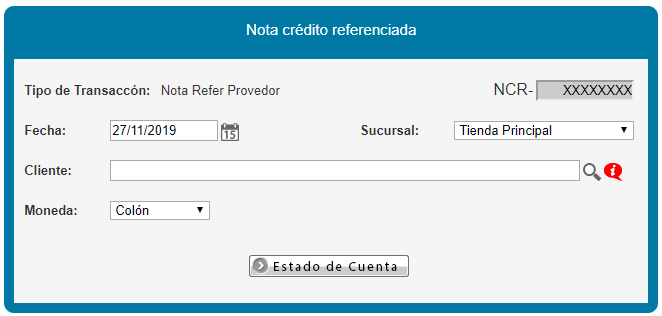 Nota crédito referenciada
Tipo de Transaccón: Nota Refer Provedor NCR- XXXXXXXX
Fecha: 27/11/2019 15 Sucursal: Tienda Principal
Cliente:
Moneda: Colón
Estado de Cuenta